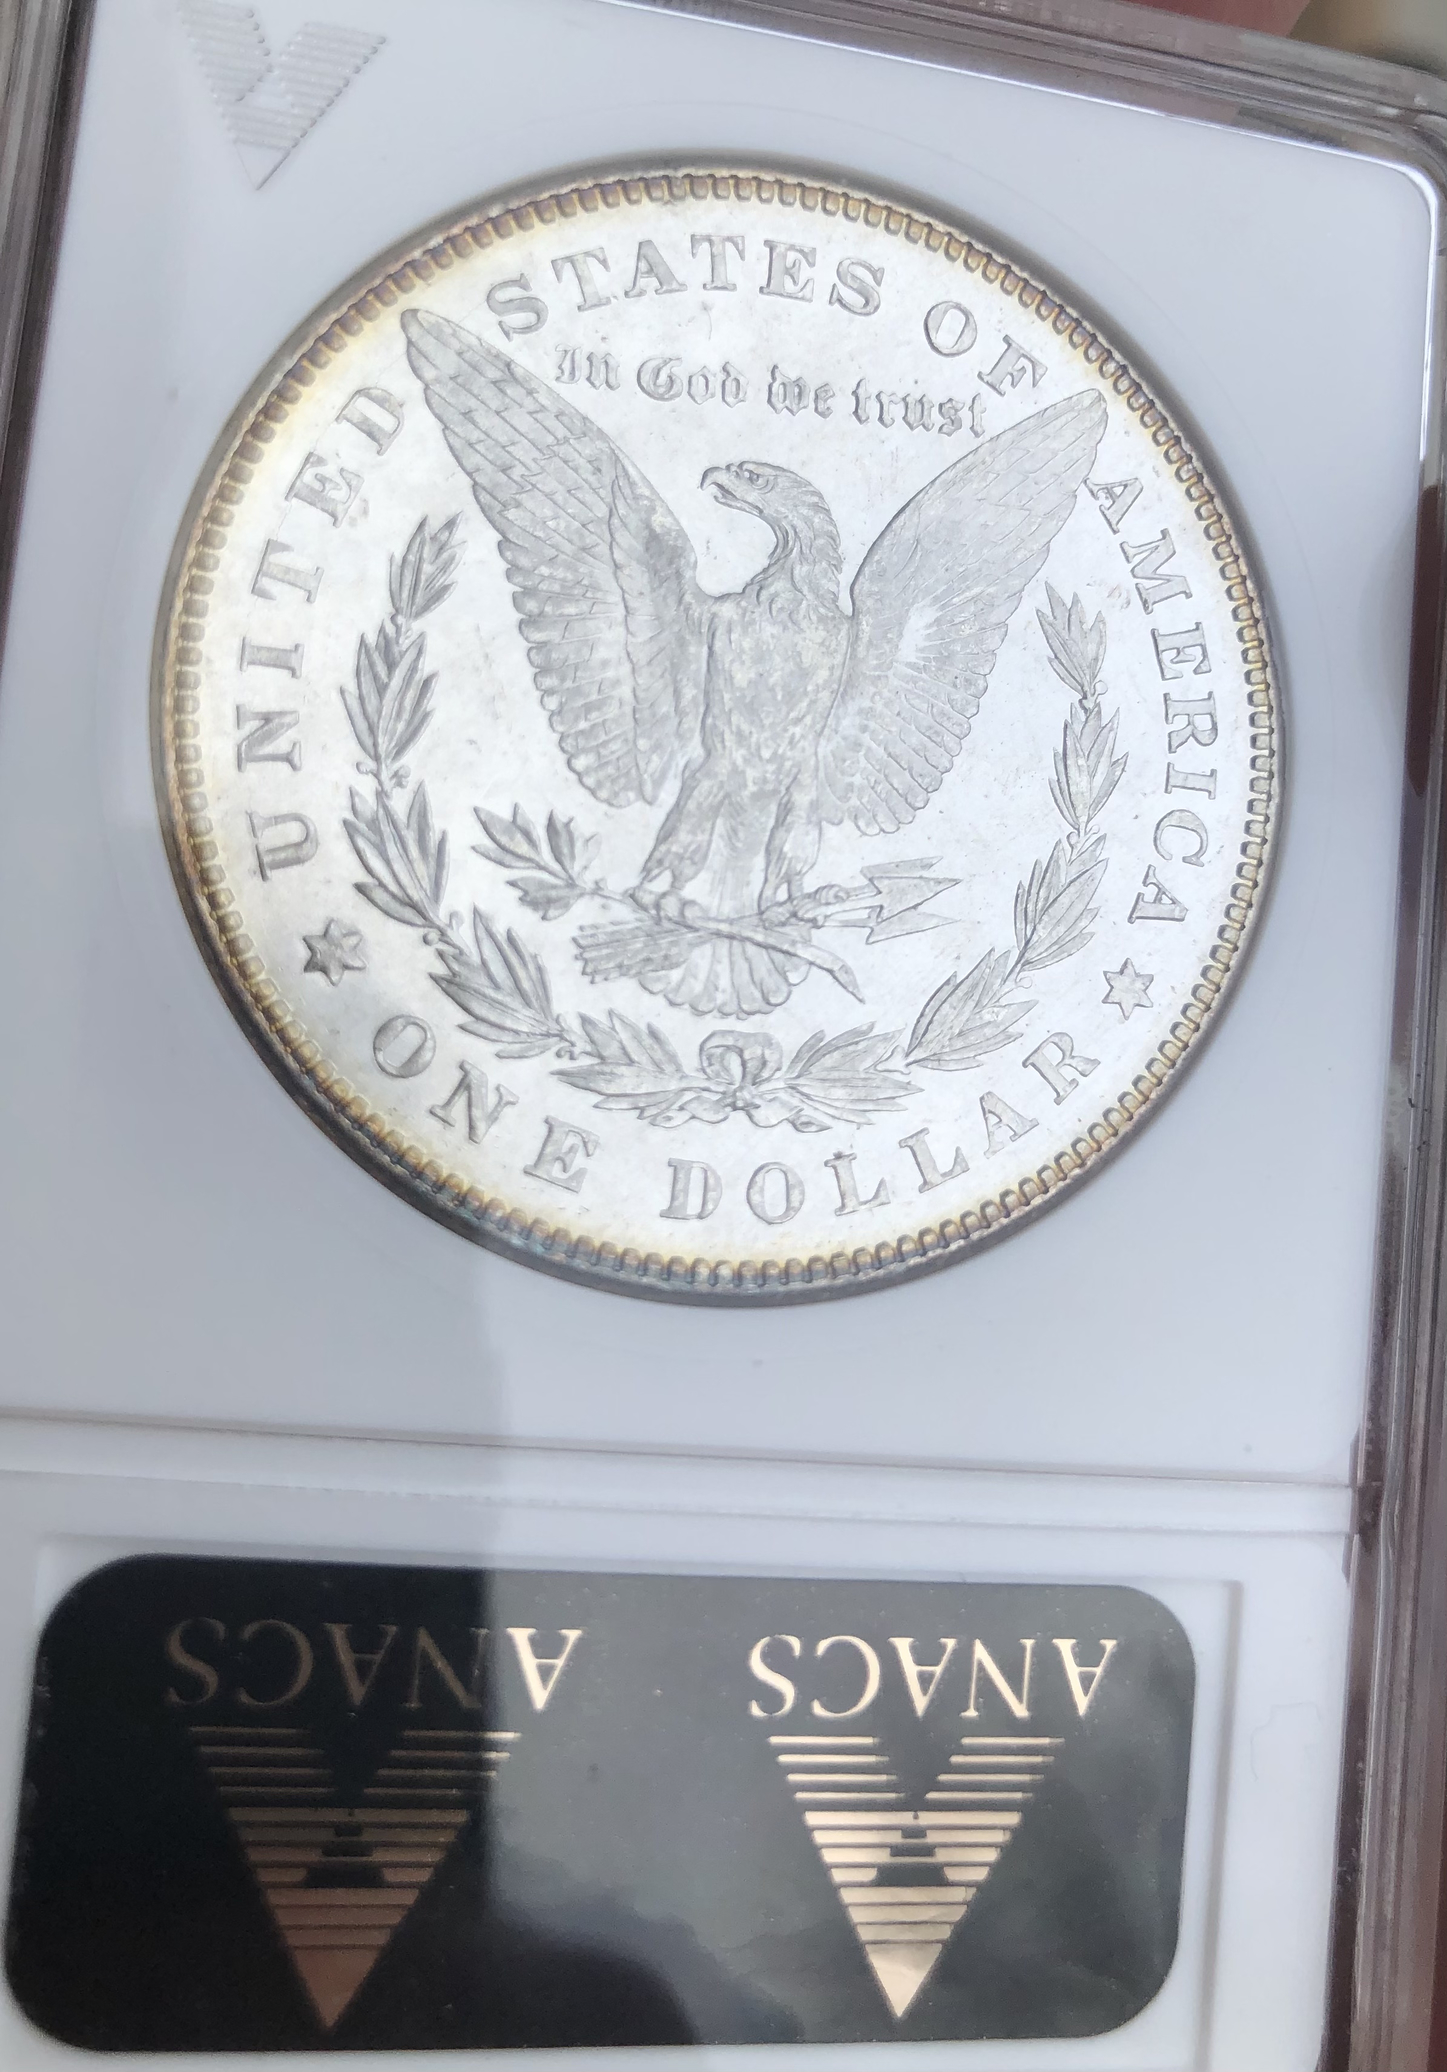 UNITED STATES OF AMERICA
In God we trust
ONE DOLLAR
ANACS ANACS